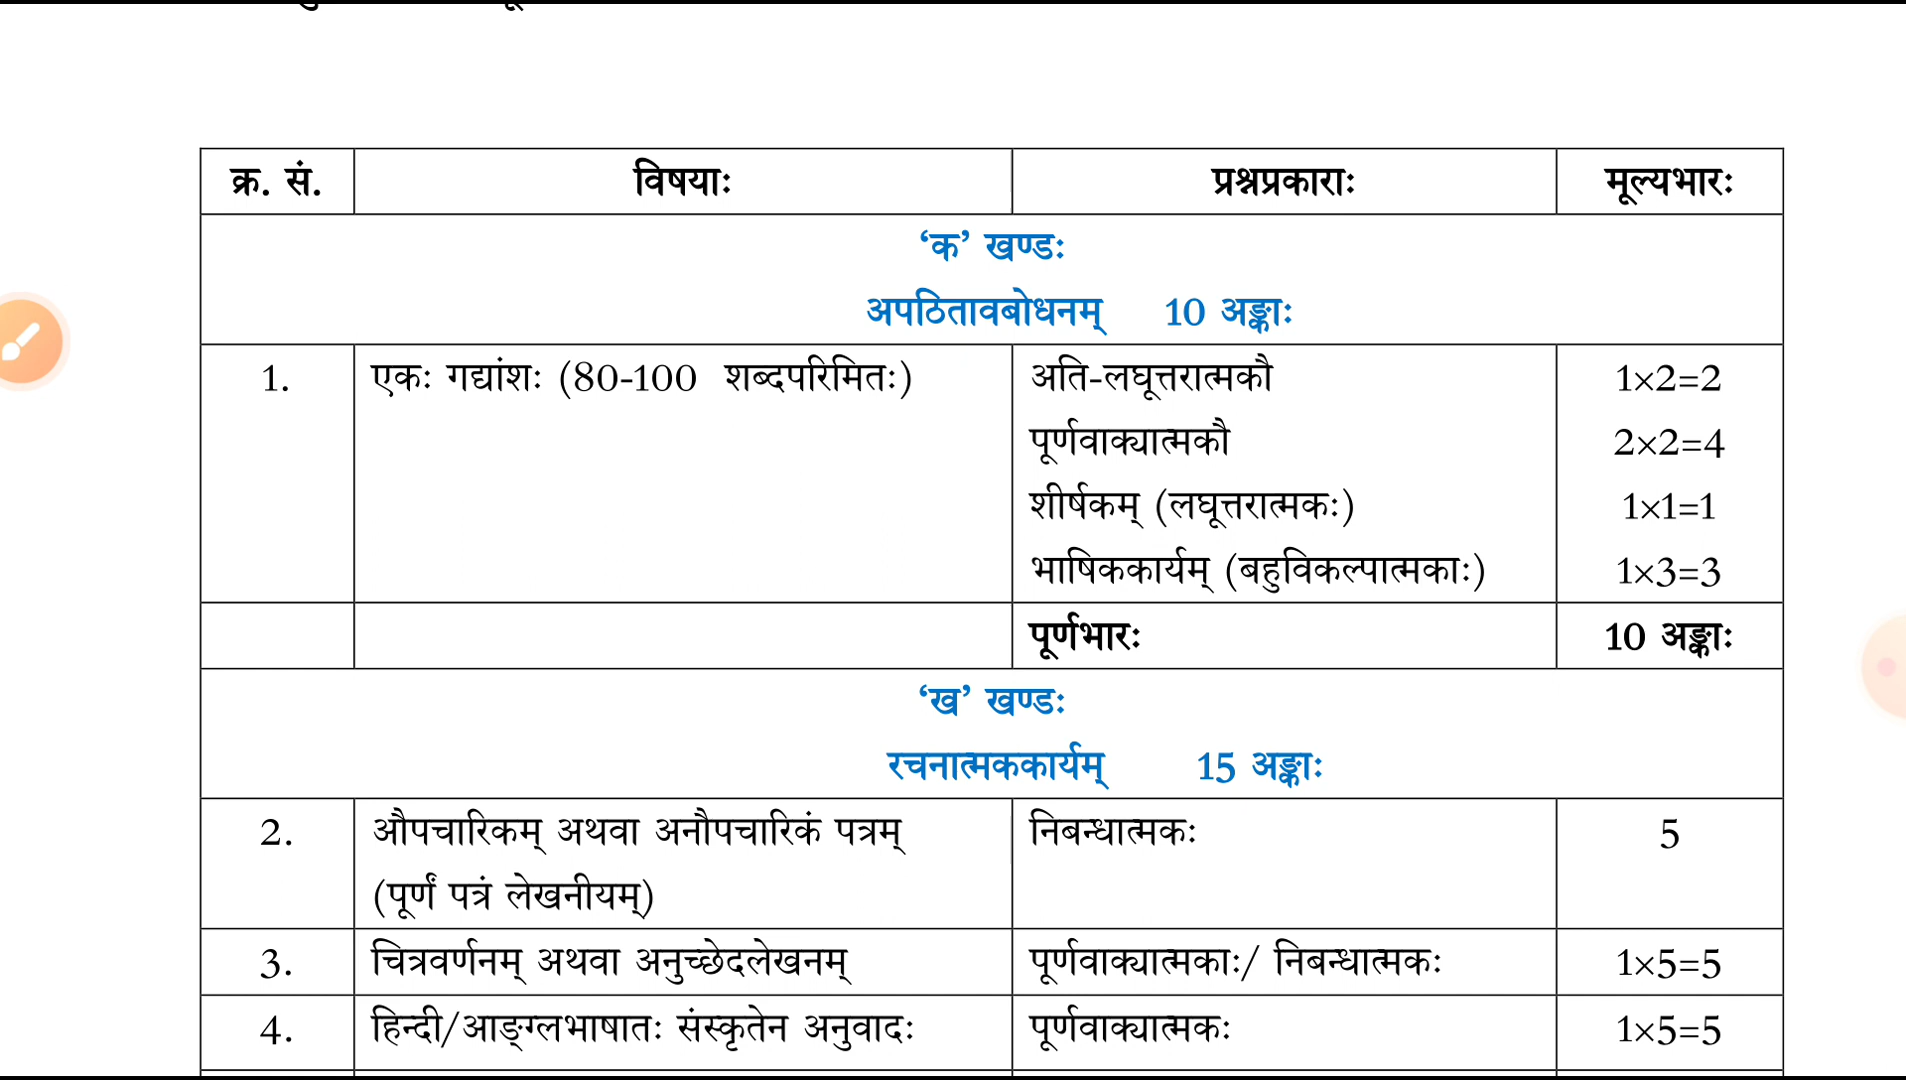 क्र. सं. विषयाः प्रश्नप्रकाराः मूल्यभारः
‘क’ खण्डः
अपठितावबोधनम् 10 अङ्काः
1. एकः गद्यांशः (80-100 शब्दपरिमितः) अति-लघूत्तरात्मकौ 1×2=2
पूर्णवाक्यात्मकौ 2×2=4
शीर्षकम् (लघूत्तरात्मकः) 1×1=1
भाषिककार्यम् (बहुविकल्पात्मकाः) 1×3=3
पूर्णभारः 10 अङ्काः
‘ख’ खण्डः
रचनात्मककार्यम् 15 अङ्काः
2. औपचारिकम् अथवा अनौपचारिकं पत्रम् निबन्धात्मकः 5
(पूर्णं पत्रं लेखनीयम्)
3. चित्रवर्णनम् अथवा अनुच्छेदलेखनम् पूर्णवाक्यात्मकाः/ निबन्धात्मकः 1×5=5
4. हिन्दी/आङ्ग्लभाषातः संस्कृतेन अनुवादः पूर्णवाक्यात्मकः 1×5=5